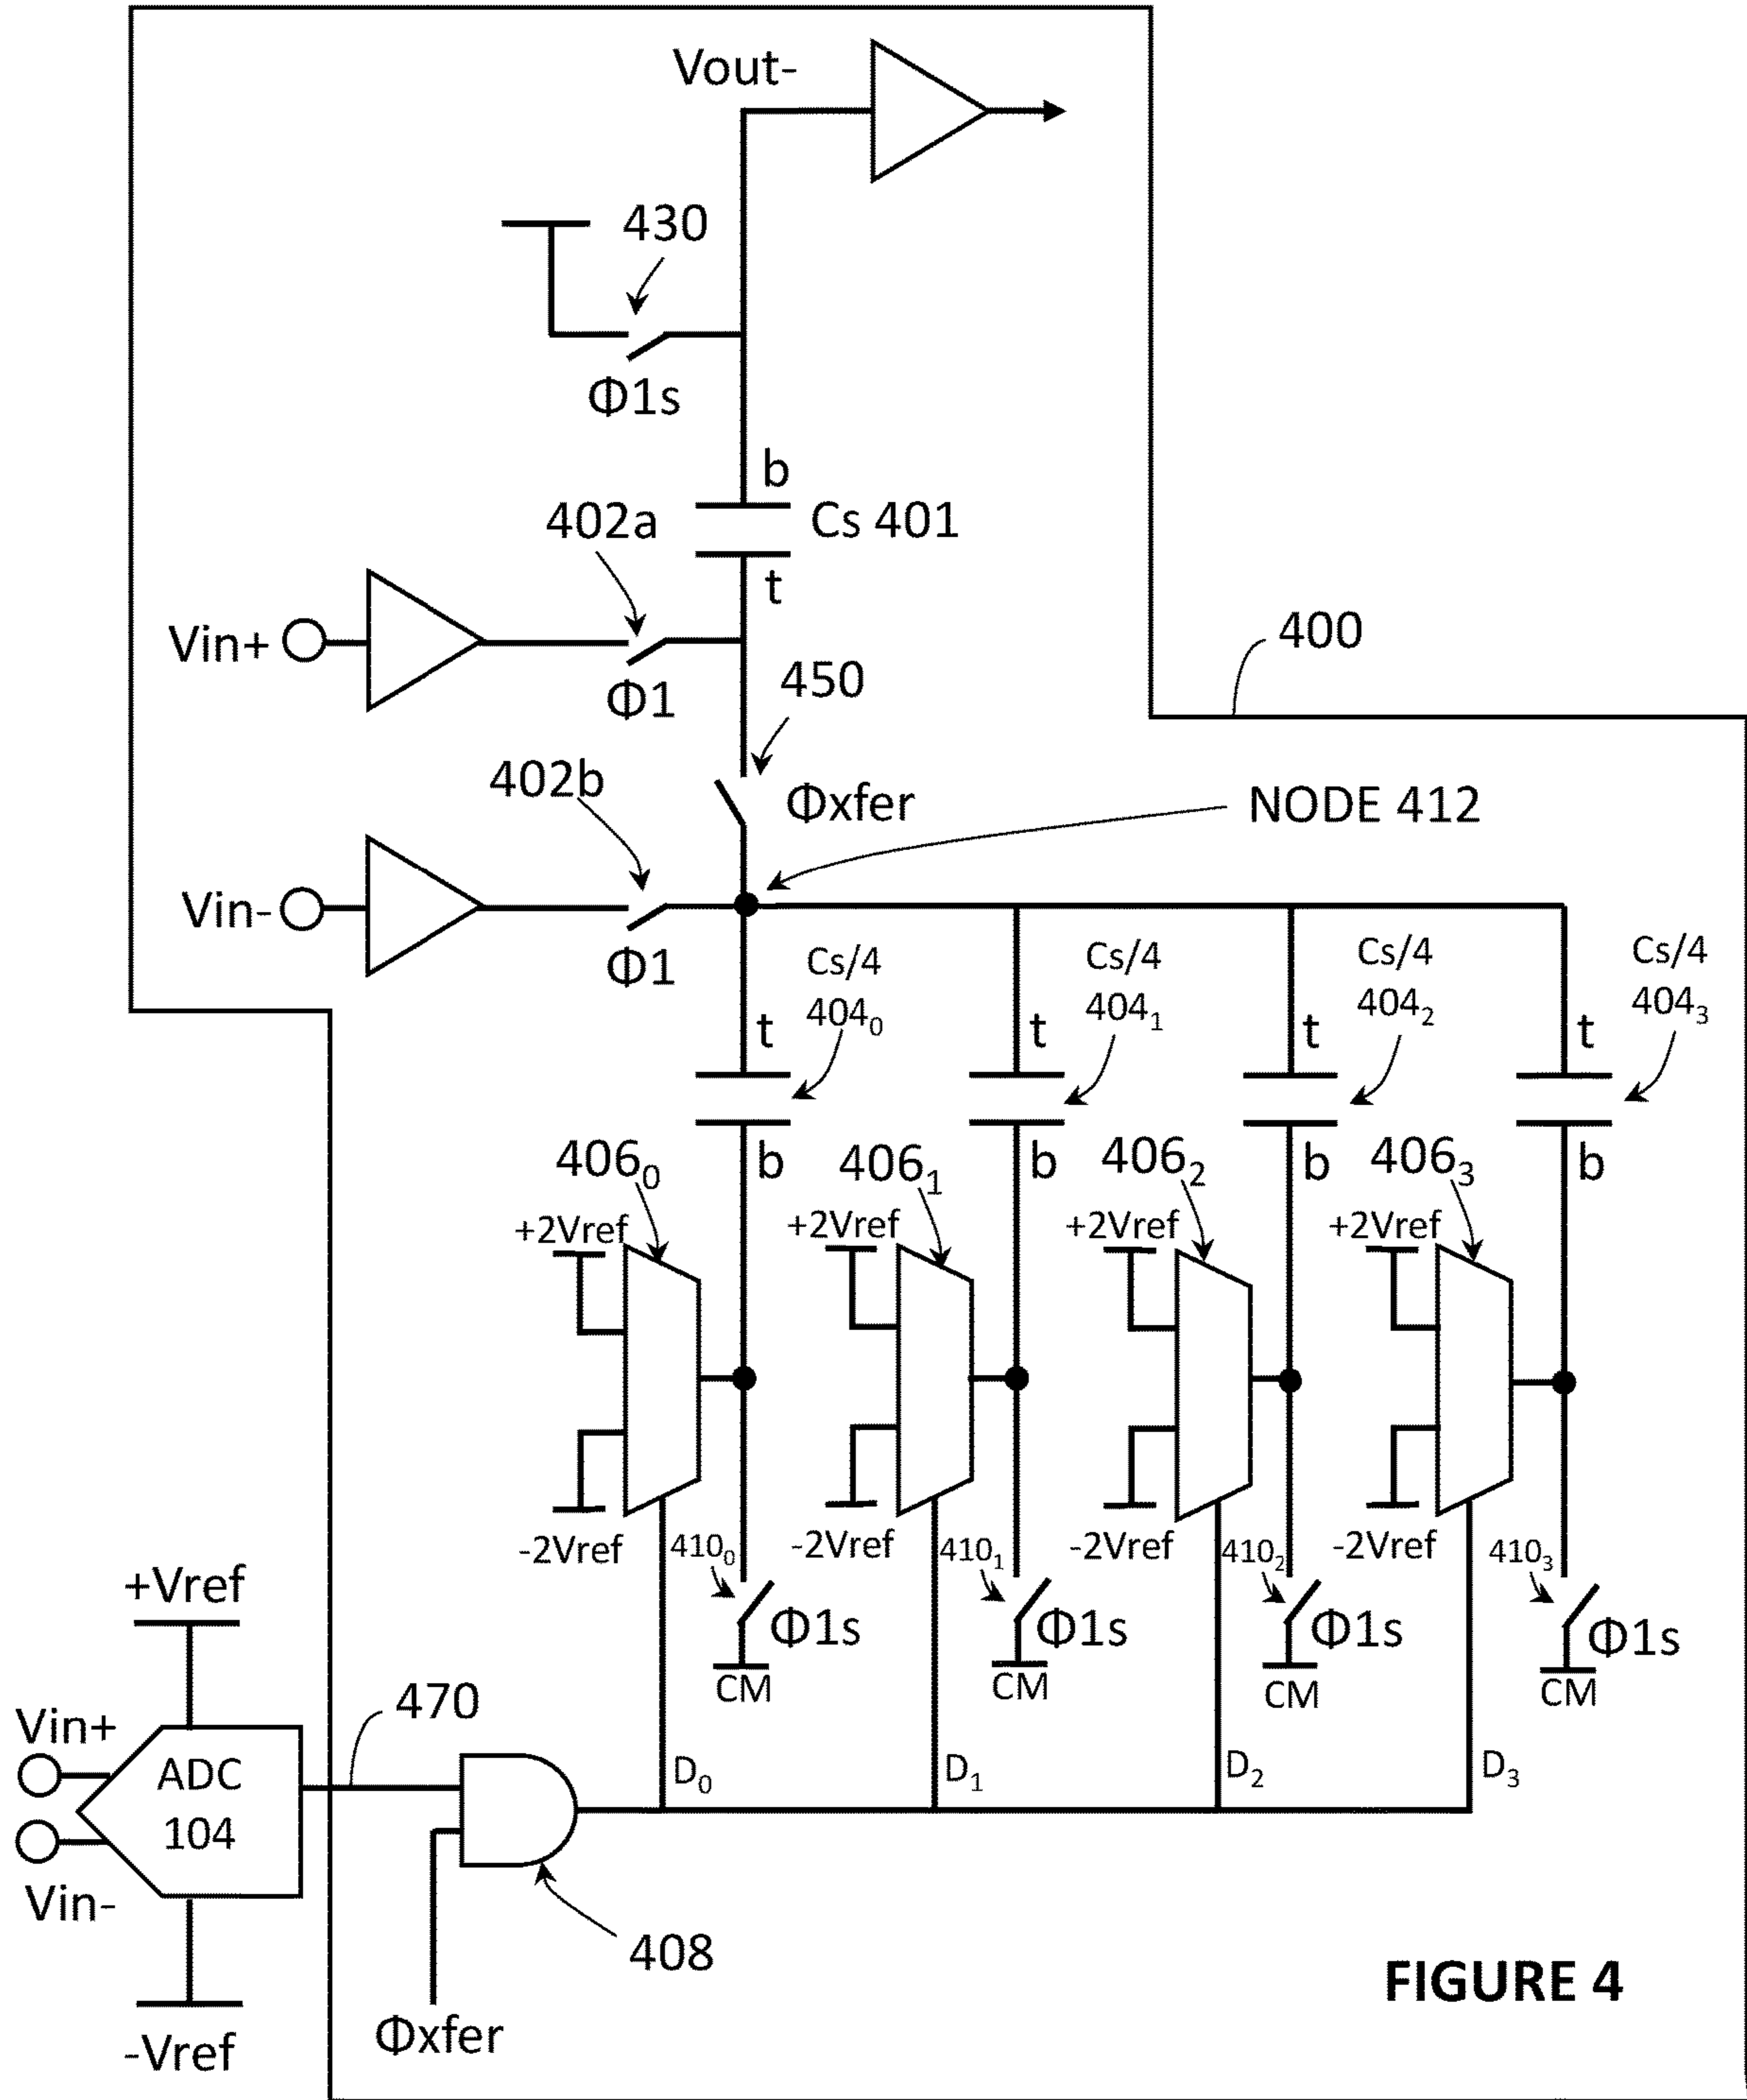 Vout-
430
Φ1s
b
402a
Cs 401
t
Vin+
Φ1
450
400
402b
Φxfer
NODE 412
Vin-
Φ1
Cs/4
404₀
Cs/4
404₁
Cs/4
404₂
Cs/4
404₃
t
t
t
t
b
b
b
b
406₀
406₁
406₂
406₃
+2Vref
+2Vref
+2Vref
+2Vref
-2Vref
-2Vref
-2Vref
-2Vref
410₀
410₁
410₂
410₃
Φ1s
Φ1s
Φ1s
Φ1s
CM
CM
CM
CM
+Vref
470
Vin+
ADC
104
Vin-
D₀
D₁
D₂
D₃
408
-Vref
Φxfer
FIGURE 4